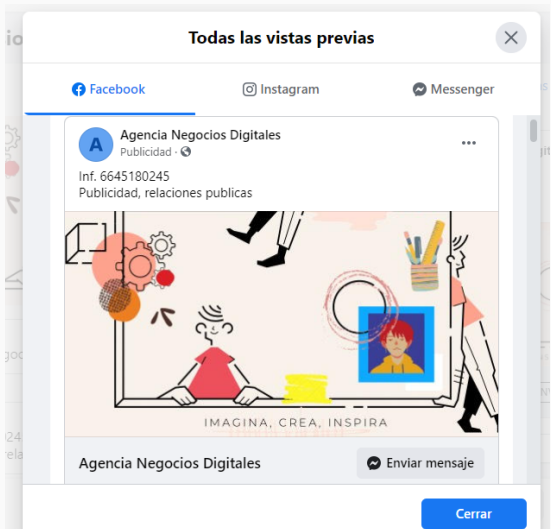 Todas las vistas previas
Facebook
Instagram
Messenger
A
Agencia Negocios Digitales
Publicidad ·
Inf. 6645180245
Publicidad, relaciones publicas
IMAGINA, CREA, INSPIRA
Agencia Negocios Digitales
Enviar mensaje
Cerrar